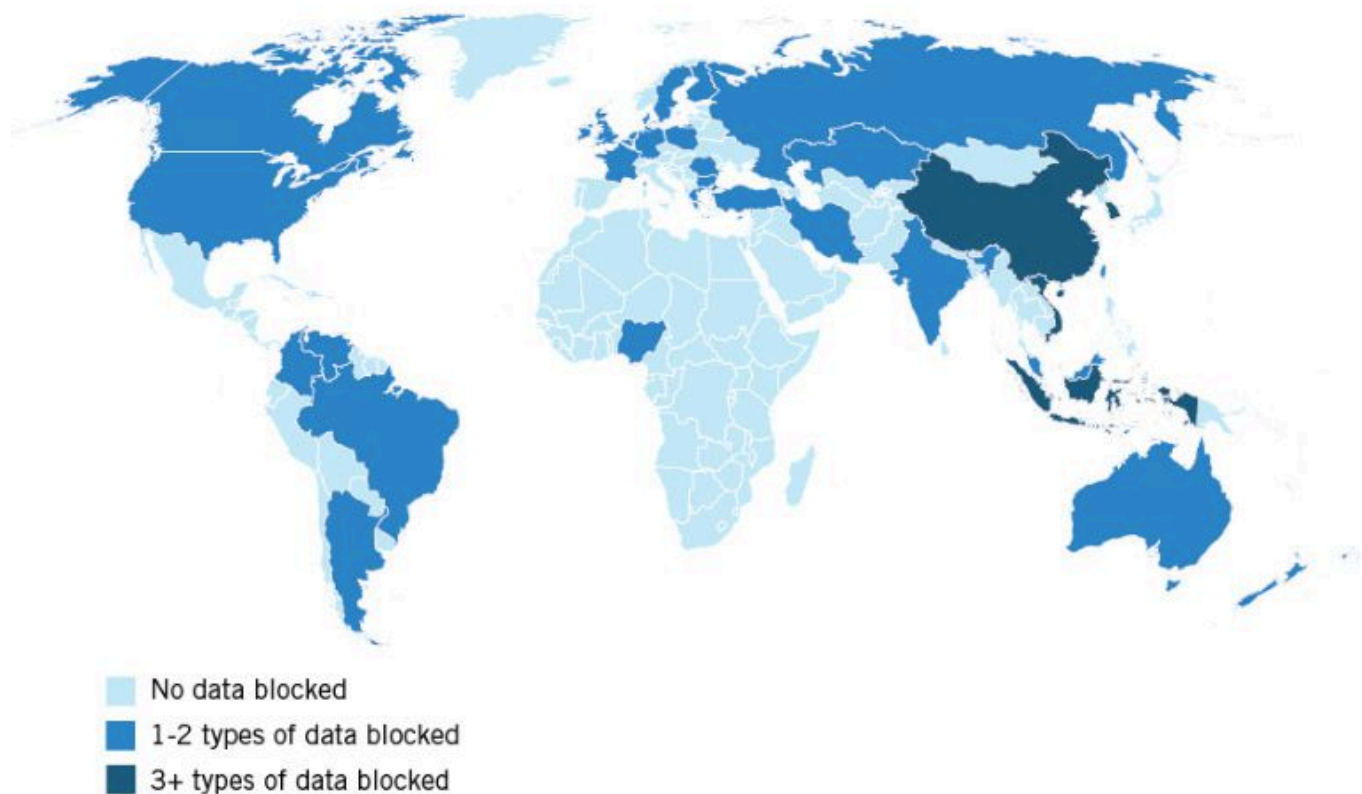 No data blocked
1-2 types of data blocked
3+ types of data blocked